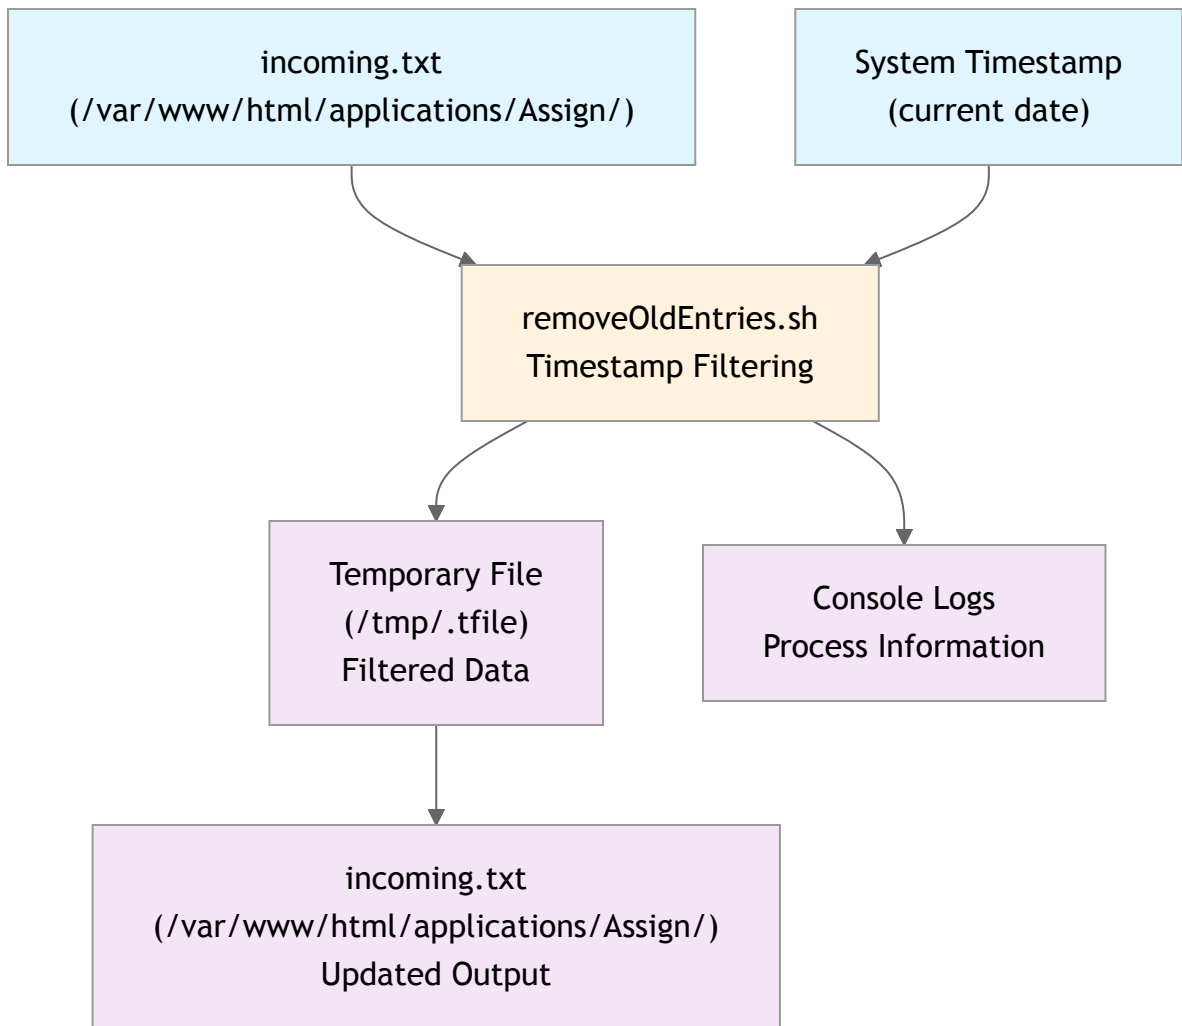 incoming.txt
(/var/www/html/applications/Assign/)
System Timestamp
(current date)
removeOldEntries.sh
Timestamp Filtering
Temporary File
(/tmp/.tfile)
Filtered Data
Console Logs
Process Information
incoming.txt
(/var/www/html/applications/Assign/)
Updated Output